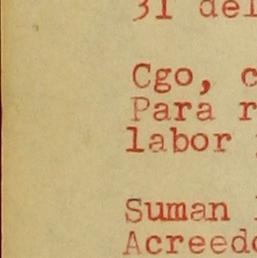 31 del
Cgo, c
Para r
labor
Suman
Acreedo